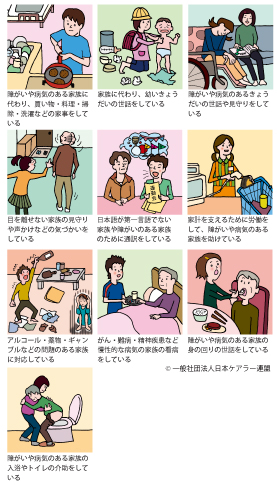 障がいや病気のある家族に
代わり、買い物・料理・掃
除・洗濯などの家事をして
いる
家族に代わり、幼いきょう
だいの世話をしている
障がいや病気のあるきょう
だいの世話や見守りをして
いる
目を離せない家族の見守り
や声かけなどの気づかいを
している
日本語が第一言語でない
家族や障がいのある家族
のために通訳をしている
家計を支えるために労働を
して、障がいや病気のある
家族を助けている
アルコール・薬物・ギャン
ブルなどの問題のある家族
に対応している
がん・難病・精神疾患など
慢性的な病気の家族の看病
をしている
障がいや病気のある家族の
身の回りの世話をしている
© 一般社団法人日本ケアラー連盟
障がいや病気のある家族の
入浴やトイレの介助をして
いる